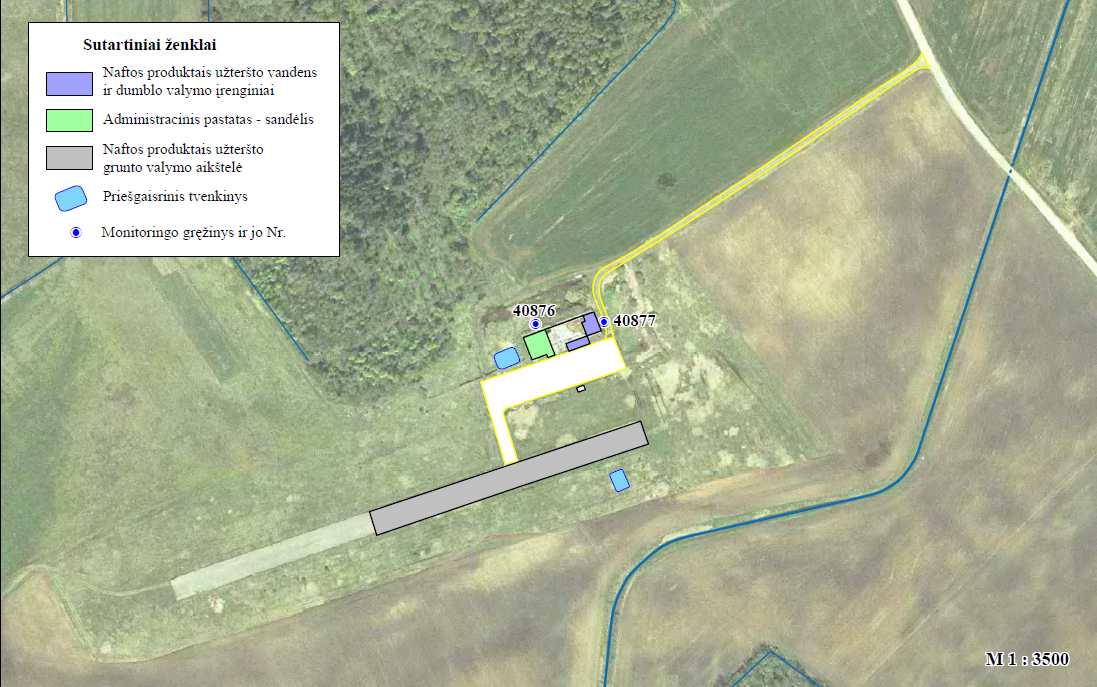 Sutartiniai ženklai
Naftos produktais užteršto vandens
ir dumblo valymo įrenginiai
Administracinis pastatas - sandėlis
Naftos produktais užteršto
grunto valymo aikštelė
Priešgaisrinis tvenkinys
Monitoringo gręžinys ir jo Nr.
40876
40877
M 1 : 3500